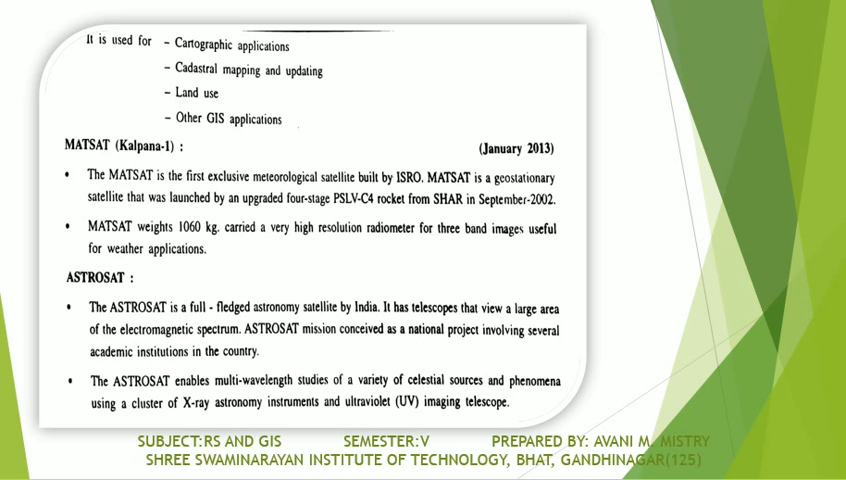 It is used for – Cartographic applications
– Cadastral mapping and updating
– Land use
– Other GIS applications
MATSAT (Kalpana-1) : (January 2013)
• The MATSAT is the first exclusive meteorological satellite built by ISRO. MATSAT is a geostationary
satellite that was launched by an upgraded four-stage PSLV-C4 rocket from SHAR in September-2002.
• MATSAT weights 1060 kg. carried a very high resolution radiometer for three band images useful
for weather applications.
ASTROSAT :
• The ASTROSAT is a full - fledged astronomy satellite by India. It has telescopes that view a large area
of the electromagnetic spectrum. ASTROSAT mission conceived as a national project involving several
academic institutions in the country.
• The ASTROSAT enables multi-wavelength studies of a variety of celestial sources and phenomena
using a cluster of X-ray astronomy instruments and ultraviolet (UV) imaging telescope.
SUBJECT:RS AND GIS SEMESTER:V PREPARED BY: AVANI M. MISTRY
SHREE SWAMINARAYAN INSTITUTE OF TECHNOLOGY, BHAT, GANDHINAGAR(125)